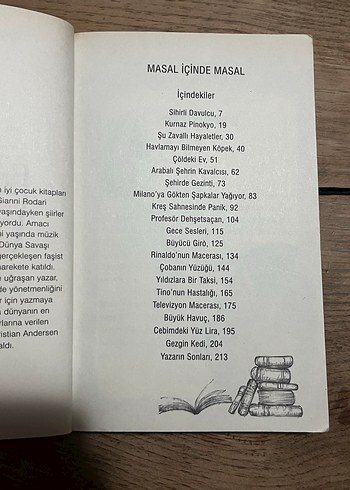 n iyi çocuk kitapları
Gianni Rodari
yaşındayken şiirler
yordu. Amacı
ni yaşında müzik
Dünya Savaşı
gerçekleşen faşist
harekete katıldı.
e uğraşan yazar,
de yönetmenliğini
r için yazmaya
a dünyanın en
rlarına verilen
ristian Andersen
aldı.
MASAL İÇİNDE MASAL
İçindekiler
Sihirli Davulcu, 7
Kurnaz Pinokyo, 19
Şu Zavallı Hayaletler, 30
Havlamayı Bilmeyen Köpek, 40
Çöldeki Ev, 51
Arabalı Şehrin Kavalcısı, 62
Şehirde Gezinti, 73
Milano'ya Gökten Şapkalar Yağıyor, 83
Kreş Sahnesinde Panik, 92
Profesör Dehşetsaçan, 104
Gece Sesleri, 115
Büyücü Girò, 125
Rinaldo'nun Macerası, 134
Çobanın Yüzüğü, 144
Yıldızlara Bir Taksi, 154
Tino'nun Hastalığı, 165
Televizyon Macerası, 175
Büyük Havuç, 186
Cebimdeki Yüz Lira, 195
Gezgin Kedi, 204
Yazarın Sonları, 213